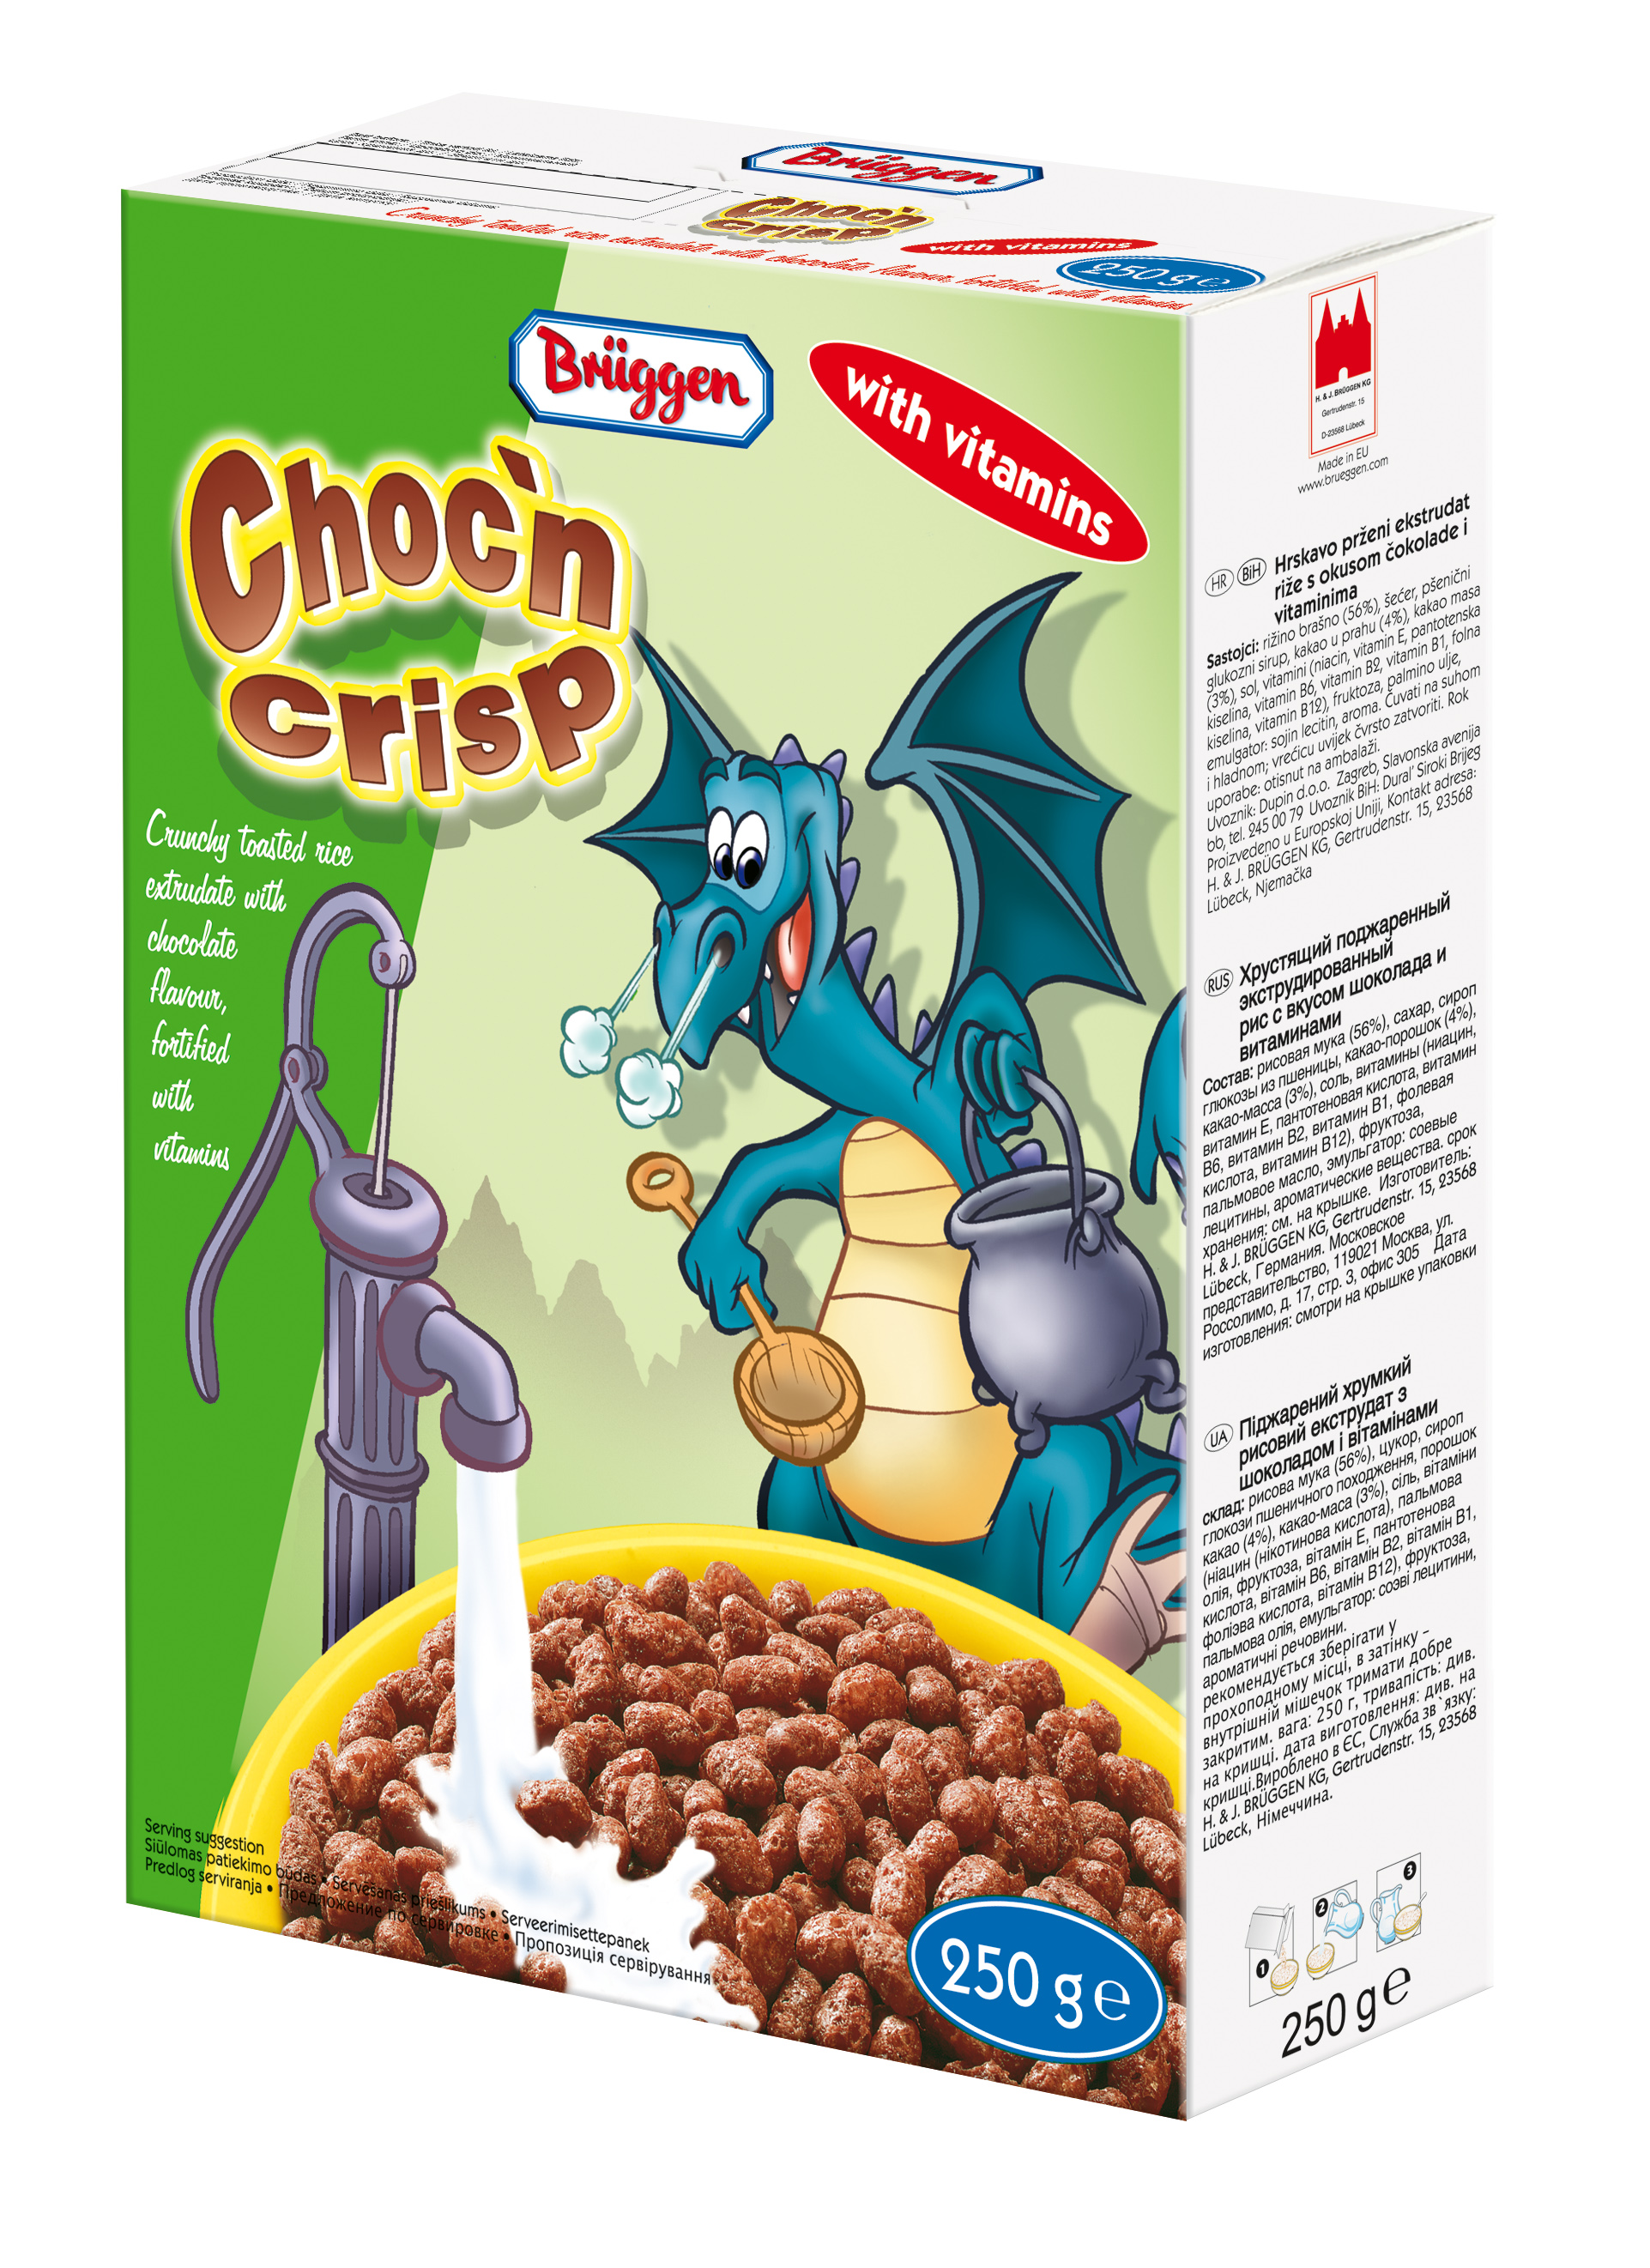 Brüggen
Choc'n
crisp
with vitamins
250 g e
Crunchy toasted rice extrudate with chocolate flavour, fortified with vitamins
Brüggen
with vitamins
Choc'n
crisp
Crunchy toasted rice
extrudate with
chocolate
flavour,
fortified
with
vitamins
Serving suggestion
Siūlomas patiekimo būdas • Servēšanas priekšlikums • Serveerimisettepanek
Predlog serviranja • Предложение по сервировке • Пропозиція сервірування
250 g e
H. & J. BRÜGGEN KG
Gertrudenstr. 15
D-23568 Lübeck
Made in EU
www.brueggen.com
HR BiH Hrskavo prženi ekstrudat
riže s okusom čokolade i
vitaminima
Sastojci: rižino brašno (56%), šećer, pšenični
glukozni sirup, kakao u prahu (4%), kakao masa
(3%), sol, vitamini (niacin, vitamin E, pantotenska
kiselina, vitamin B6, vitamin B2, vitamin B1, folna
kiselina, vitamin B12), fruktoza, palmino ulje,
emulgator: sojin lecitin, aroma. Čuvati na suhom
i hladnom; vrećicu uvijek čvrsto zatvoriti. Rok
uporabe: otisnut na ambalaži.
Uvoznik: Dupin d.o.o. Zagreb, Slavonska avenija
bb, tel. 245 00 79 Uvoznik BiH: Dural' Siroki Brijeg
Proizvedeno u Europskoj Uniji, Kontakt adresa:
H. & J. BRÜGGEN KG, Gertrudenstr. 15, 23568
Lübeck, Njemačka
RUS Хрустящий поджаренный
экструдированный
рис с вкусом шоколада и
витаминами
Состав: рисовая мука (56%), сахар, сироп
глюкозы из пшеницы, какао-порошок (4%),
какао-масса (3%), соль, витамины (ниацин,
витамин Е, пантотеновая кислота, витамин
В6, витамин В2, витамин В1, фолевая
кислота, витамин В12), фруктоза,
пальмовое масло, эмульгатор: соевые
лецитины, ароматические вещества. срок
хранения: см. на крышке. Изготовитель:
H. & J. BRÜGGEN KG, Gertrudenstr. 15, 23568
Lübeck, Германия. Московское
представительство, 119021 Москва, ул.
Россолимо, д. 17, стр. 3, офис 305 Дата
изготовления: смотри на крышке упаковки
UA Піджарений хрумкий
рисовий екструдат з
шоколадом і вітамінами
склад: рисова мука (56%), цукор, сироп
глюкози пшеничного походження, порошок
какао (4%), какао-маса (3%), сіль, вітаміни
(ніацин (нікотинова кислота), пальмова
олія, фруктоза, вітамін Е, пантотенова
кислота, вітамін В6, вітамін В2, вітамін В1,
фолієва кислота, вітамін В12), фруктоза,
пальмова олія, емульгатор: соєві лецитини,
ароматичні речовини.
рекомендується зберігати у
прохолодному місці, в затінку –
внутрішній мішечок тримати добре
закритим. вага: 250 г, тривалість: див.
на кришці. дата виготовлення: див. на
кришці.Вироблено в ЄС, Служба зв`язку:
H. & J. BRÜGGEN KG, Gertrudenstr. 15, 23568
Lübeck, Німеччина.
1 2 3
250 g e